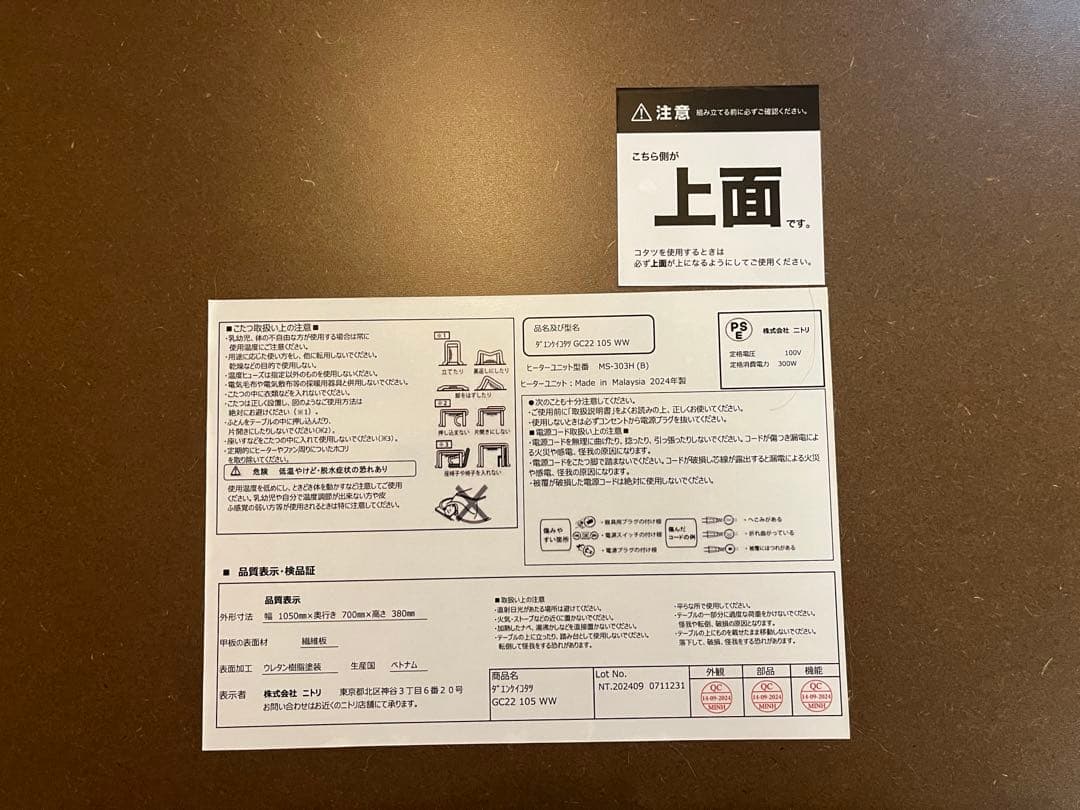 ⚠ 注意 組み立てる前に必ずご確認ください。
こちら側が
上面です。
コタツを使用するときは
必ず上面が上になるようにしてご使用ください。
■こたつ取扱い上の注意■
・乳幼児、体の不自由な方が使用する場合は常に
使用温度にご注意ください。
・用途に応じた使い方をし、他に転用しないでください。
乾燥などの目的で使用しない。
・温度ヒューズは指定以外のものを使用しないください。
・電気毛布や電気敷布等の採暖用器具と併用しないでください。
・こたつの中に衣類などを入れないでください。
・こたつは正しく設置し、図のようなご使用方法は
絶対にお避けください(※1)。
・ふとんをテーブルの中に押し込んだり、
片開きにしたりしないでください(※2)。
・座いすなどをこたつの中に入れて使用しないでください(※3)。
・定期的にヒーターやファン周りについたホコリ
を取り除いてください。
⚠ 危険 低温やけど・脱水症状の恐れあり
使用温度を低めにし、ときどき体を動かすなど注意してご使用
ください。乳幼児や自分で温度調節が出来ない方や皮
ふ感覚の弱い方等が使用されるときは特に注意してください。
※1
立てたり
裏返しにしたり
脚をはずしたり
※2
押し込まない
片開きにしない
※3
座椅子や椅子を入れない
品名及び型名
ダエンケイコタツ GC22 105 WW
ヒーターユニット型番 MS-303H (B)
ヒーターユニット：Made in Malaysia 2024年製
PSE 株式会社 ニトリ
定格電圧 100V
定格消費電力 300W
●次のことも十分注意してください。
・ご使用前に「取扱説明書」をよくお読みの上、正しくお使いください。
・使用しないときは必ずコンセントから電源プラグを抜いてください。
■電源コード取扱い上の注意■
・電源コードを無理に曲げたり、捻ったり、引っ張ったりしないでください。コードが傷つき漏電によ
る火災や感電、怪我の原因になります。
・電源コードをこたつ脚で踏まないでください。コードが破損し芯線が露出すると漏電による火災
や感電、怪我の原因になります。
・被覆が破損した電源コードは絶対に使用しないでください。
傷みや
すい箇所
・器具用プラグの付け根
・電源スイッチの付け根
・電源プラグの付け根
傷んだ
コードの例
・へこみがある
・折れ曲がっている
・被覆にほつれがある
■ 品質表示・検品証
品質表示
外形寸法 幅 1050mm×奥行き 700mm×高さ 380mm
甲板の表面材 繊維板
表面加工 ウレタン樹脂塗装 生産国 ベトナム
表示者 株式会社 ニトリ 東京都北区神谷3丁目6番20号
お問い合わせはお近くのニトリ店舗にて承ります。
■取扱い上の注意
・直射日光があたる場所は避けてください。
・火気・ストーブなどの近くに置かないでください。
・加熱したナベ、湯沸かしなどを直接置かないでください。
・テーブルの上に立ったり、踏み台として使用しないでください。
転倒して怪我をする恐れがあります。
・平らな所で使用してください。
・テーブルの一部分に過度な荷重をかけないでください。
怪我や転倒、破損の原因となります。
・テーブルの上にものを載せたまま移動しないでください。
落下して、破損、怪我をする恐れがあります。
商品名
ダエンケイコタツ
GC22 105 WW
Lot No.
NT.202409 0711231
外観 部品 機能
QC
14-09-2024
MINH
QC
14-09-2024
MINH
QC
14-09-2024
MINH